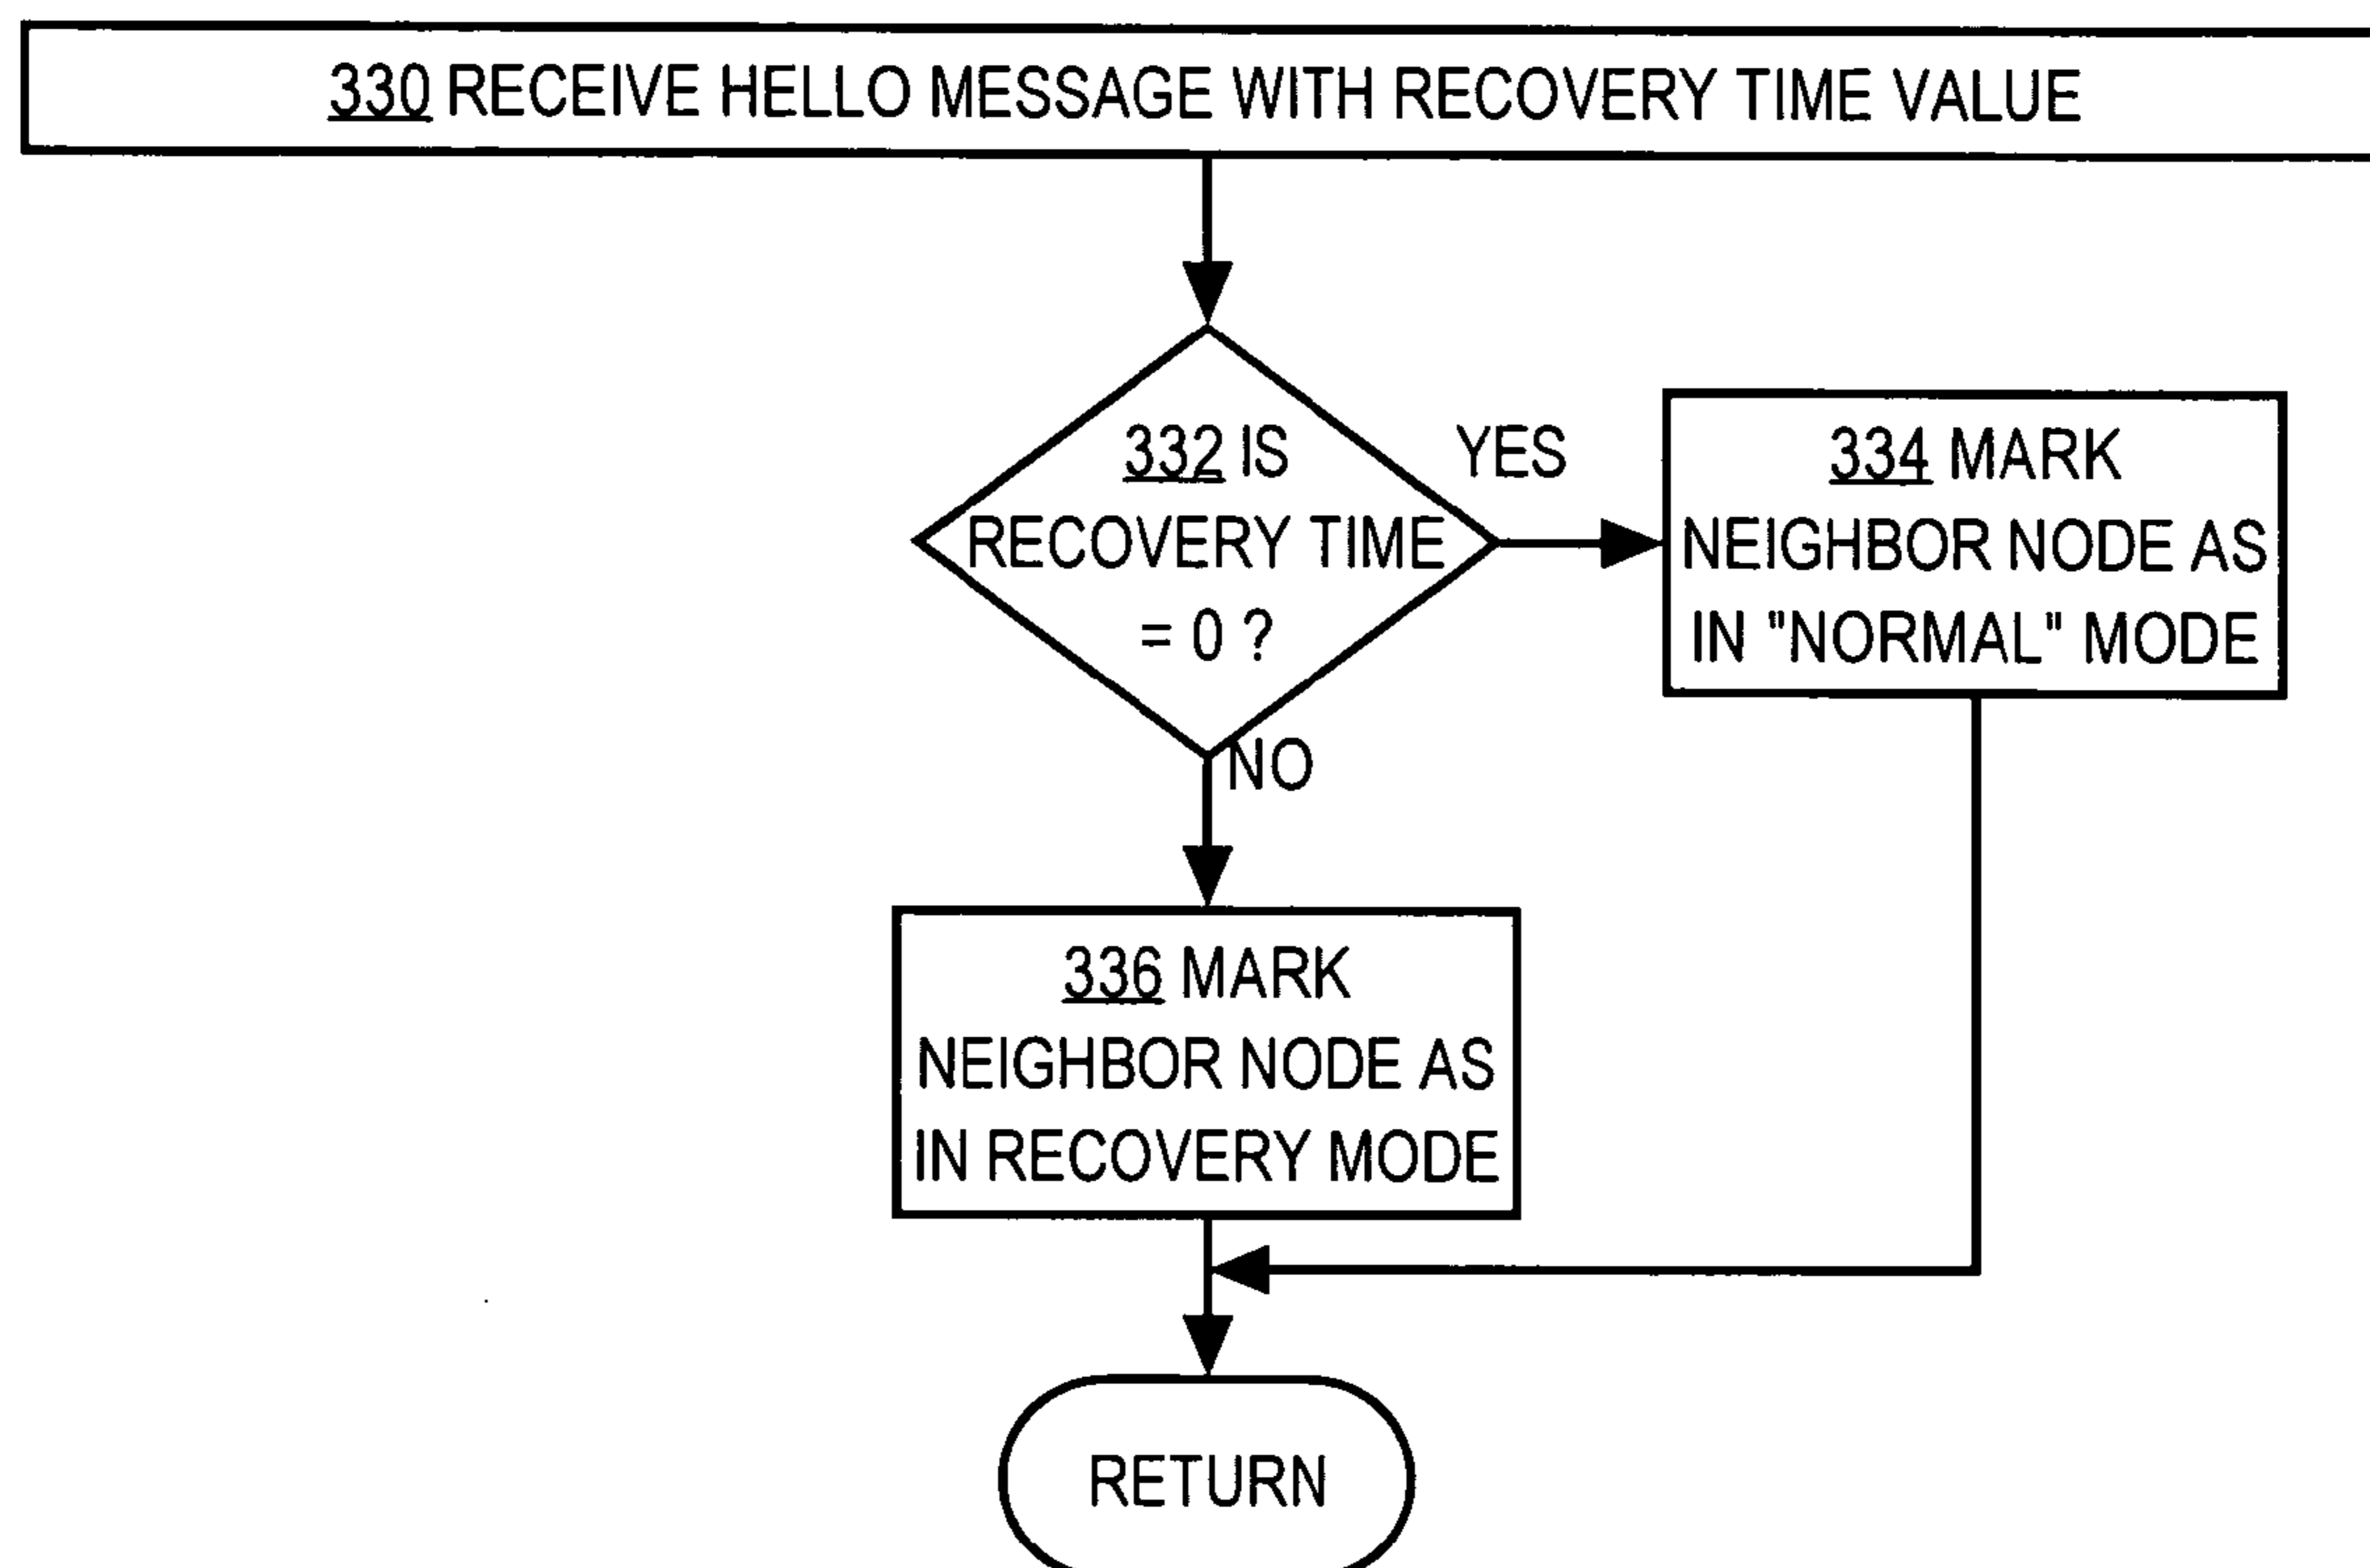 330 RECEIVE HELLO MESSAGE WITH RECOVERY TIME VALUE
332 IS
RECOVERY TIME
= 0 ?
YES
334 MARK
NEIGHBOR NODE AS
IN "NORMAL" MODE
NO
336 MARK
NEIGHBOR NODE AS
IN RECOVERY MODE
RETURN